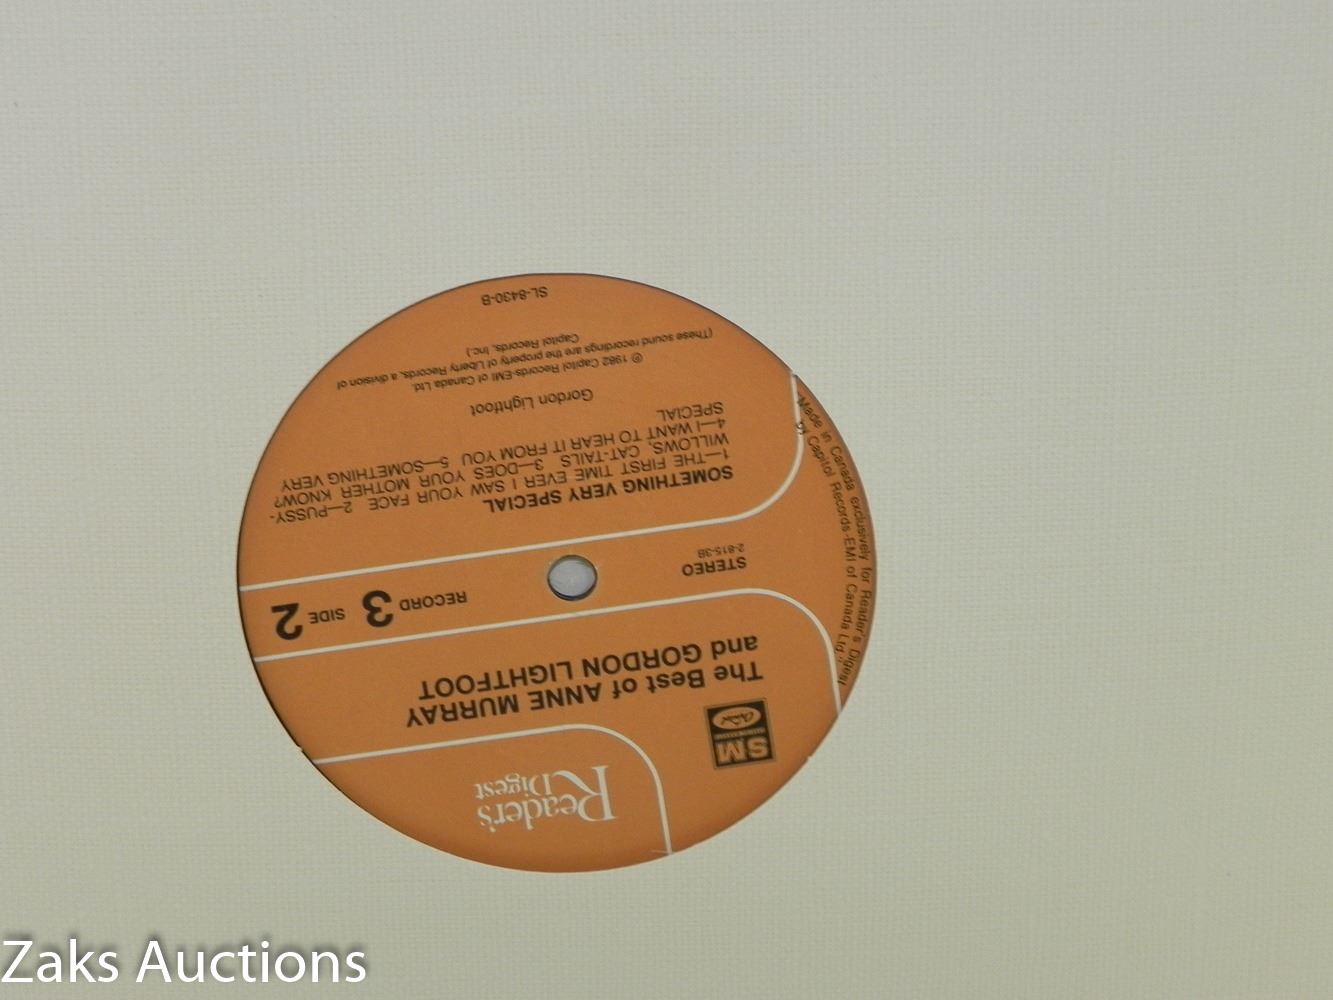 Reader's
Digest
SM
Capitol
The Best of ANNE MURRAY
and GORDON LIGHTFOOT
STEREO
2-815-3B
RECORD 3 SIDE 2
SOMETHING VERY SPECIAL
1—THE FIRST TIME EVER I SAW YOUR FACE 2—PUSSY-
WILLOWS, CAT-TAILS 3—DOES YOUR MOTHER KNOW?
4—I WANT TO HEAR IT FROM YOU 5—SOMETHING VERY
SPECIAL
Gordon Lightfoot
℗ 1982 Capitol Records-EMI of Canada Ltd.
(These sound recordings are the property of Liberty Records, a division of
Capitol Records, Inc.)
SL-8430-B
Made in Canada exclusively for Reader's Digest
by Capitol Records-EMI of Canada Ltd.
Zaks Auctions